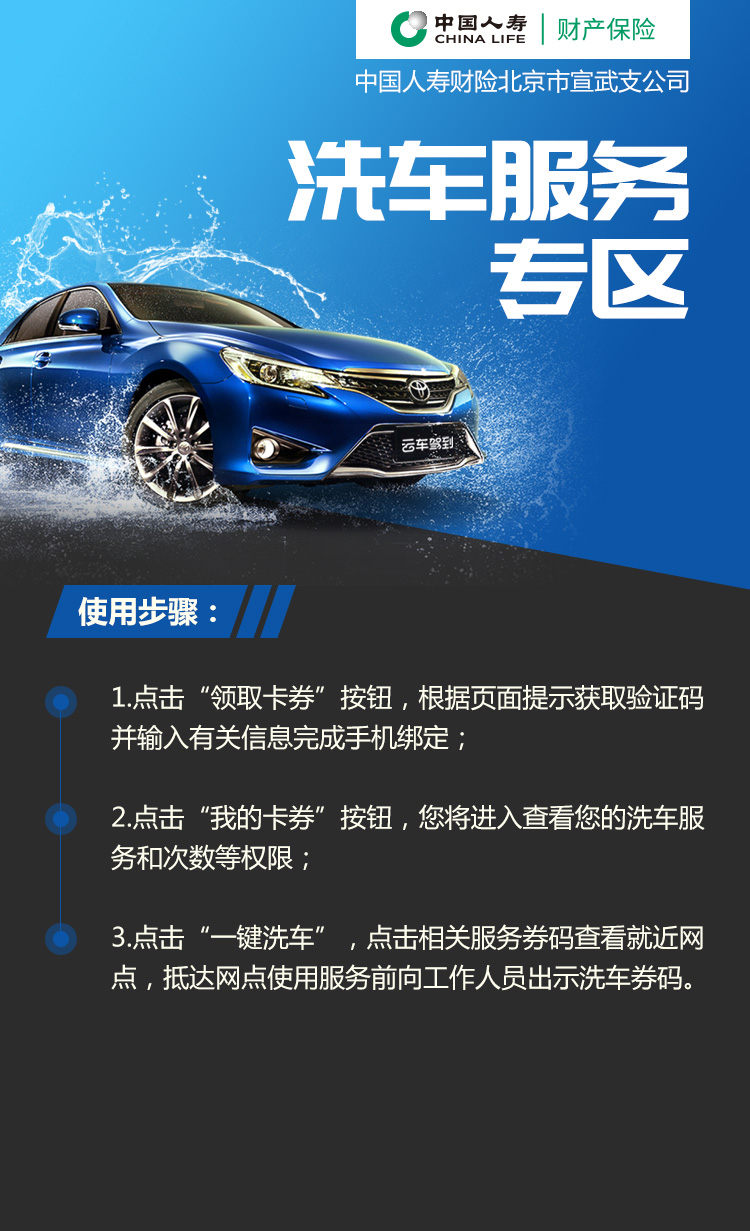 中国人寿
CHINA LIFE
财产保险
中国人寿财险北京市宣武支公司
洗车服务
专区
云车驾到
使用步骤：
1.点击“领取卡券”按钮，根据页面提示获取验证码
并输入有关信息完成手机绑定；
2.点击“我的卡券”按钮，您将进入查看您的洗车服
务和次数等权限；
3.点击“一键洗车”，点击相关服务券码查看就近网
点，抵达网点使用服务前向工作人员出示洗车券码。